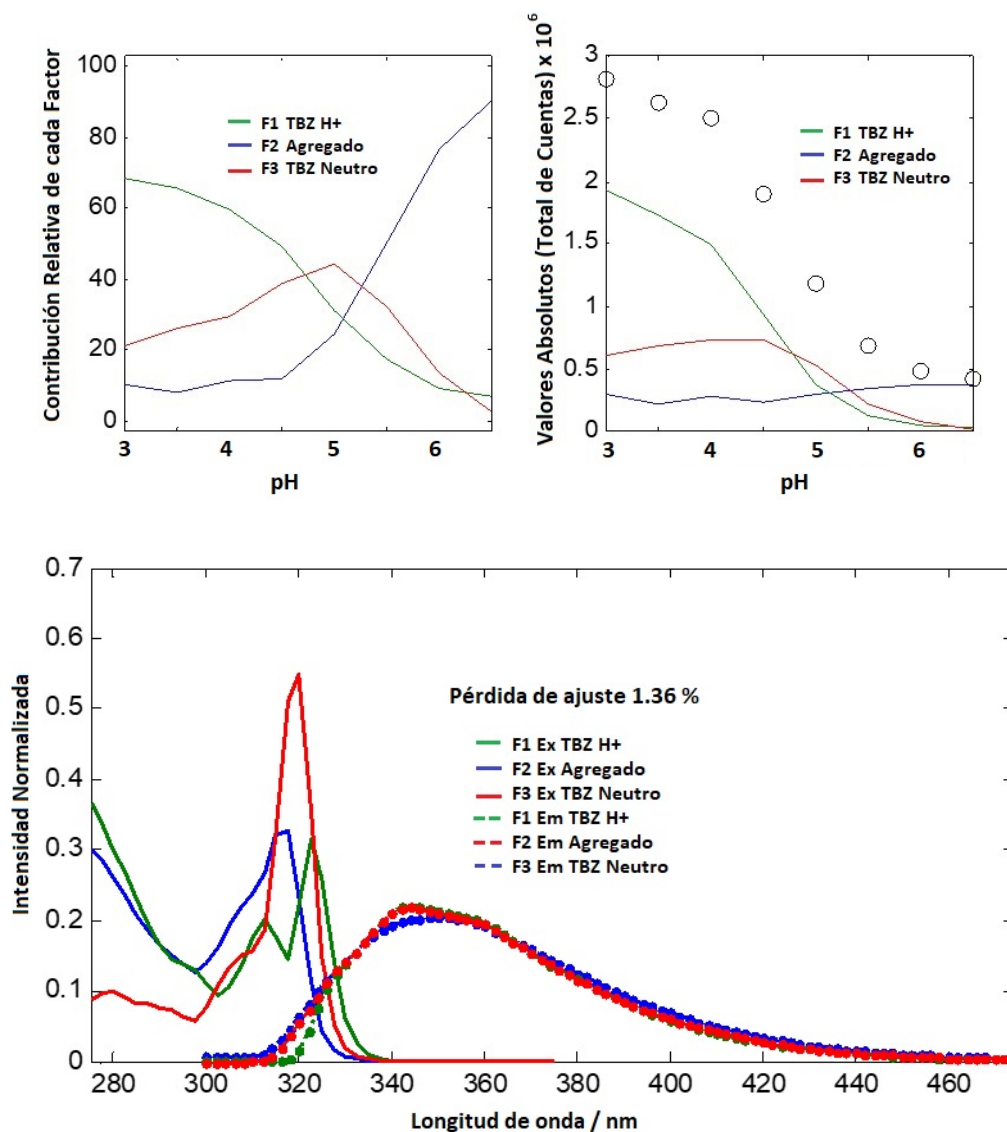 Contribución Relativa de cada Factor
100
80
60
40
20
0
F1 TBZ H+
F2 Agregado
F3 TBZ Neutro
3 4 5 6
pH
Valores Absolutos (Total de Cuentas) x 10⁶
3
2.5
2
1.5
1
0.5
0
F1 TBZ H+
F2 Agregado
F3 TBZ Neutro
3 4 5 6
pH
Intensidad Normalizada
0.7
0.6
0.5
0.4
0.3
0.2
0.1
0
Pérdida de ajuste 1.36 %
F1 Ex TBZ H+
F2 Ex Agregado
F3 Ex TBZ Neutro
F1 Em TBZ H+
F2 Em Agregado
F3 Em TBZ Neutro
280 300 320 340 360 380 400 420 440 460
Longitud de onda / nm